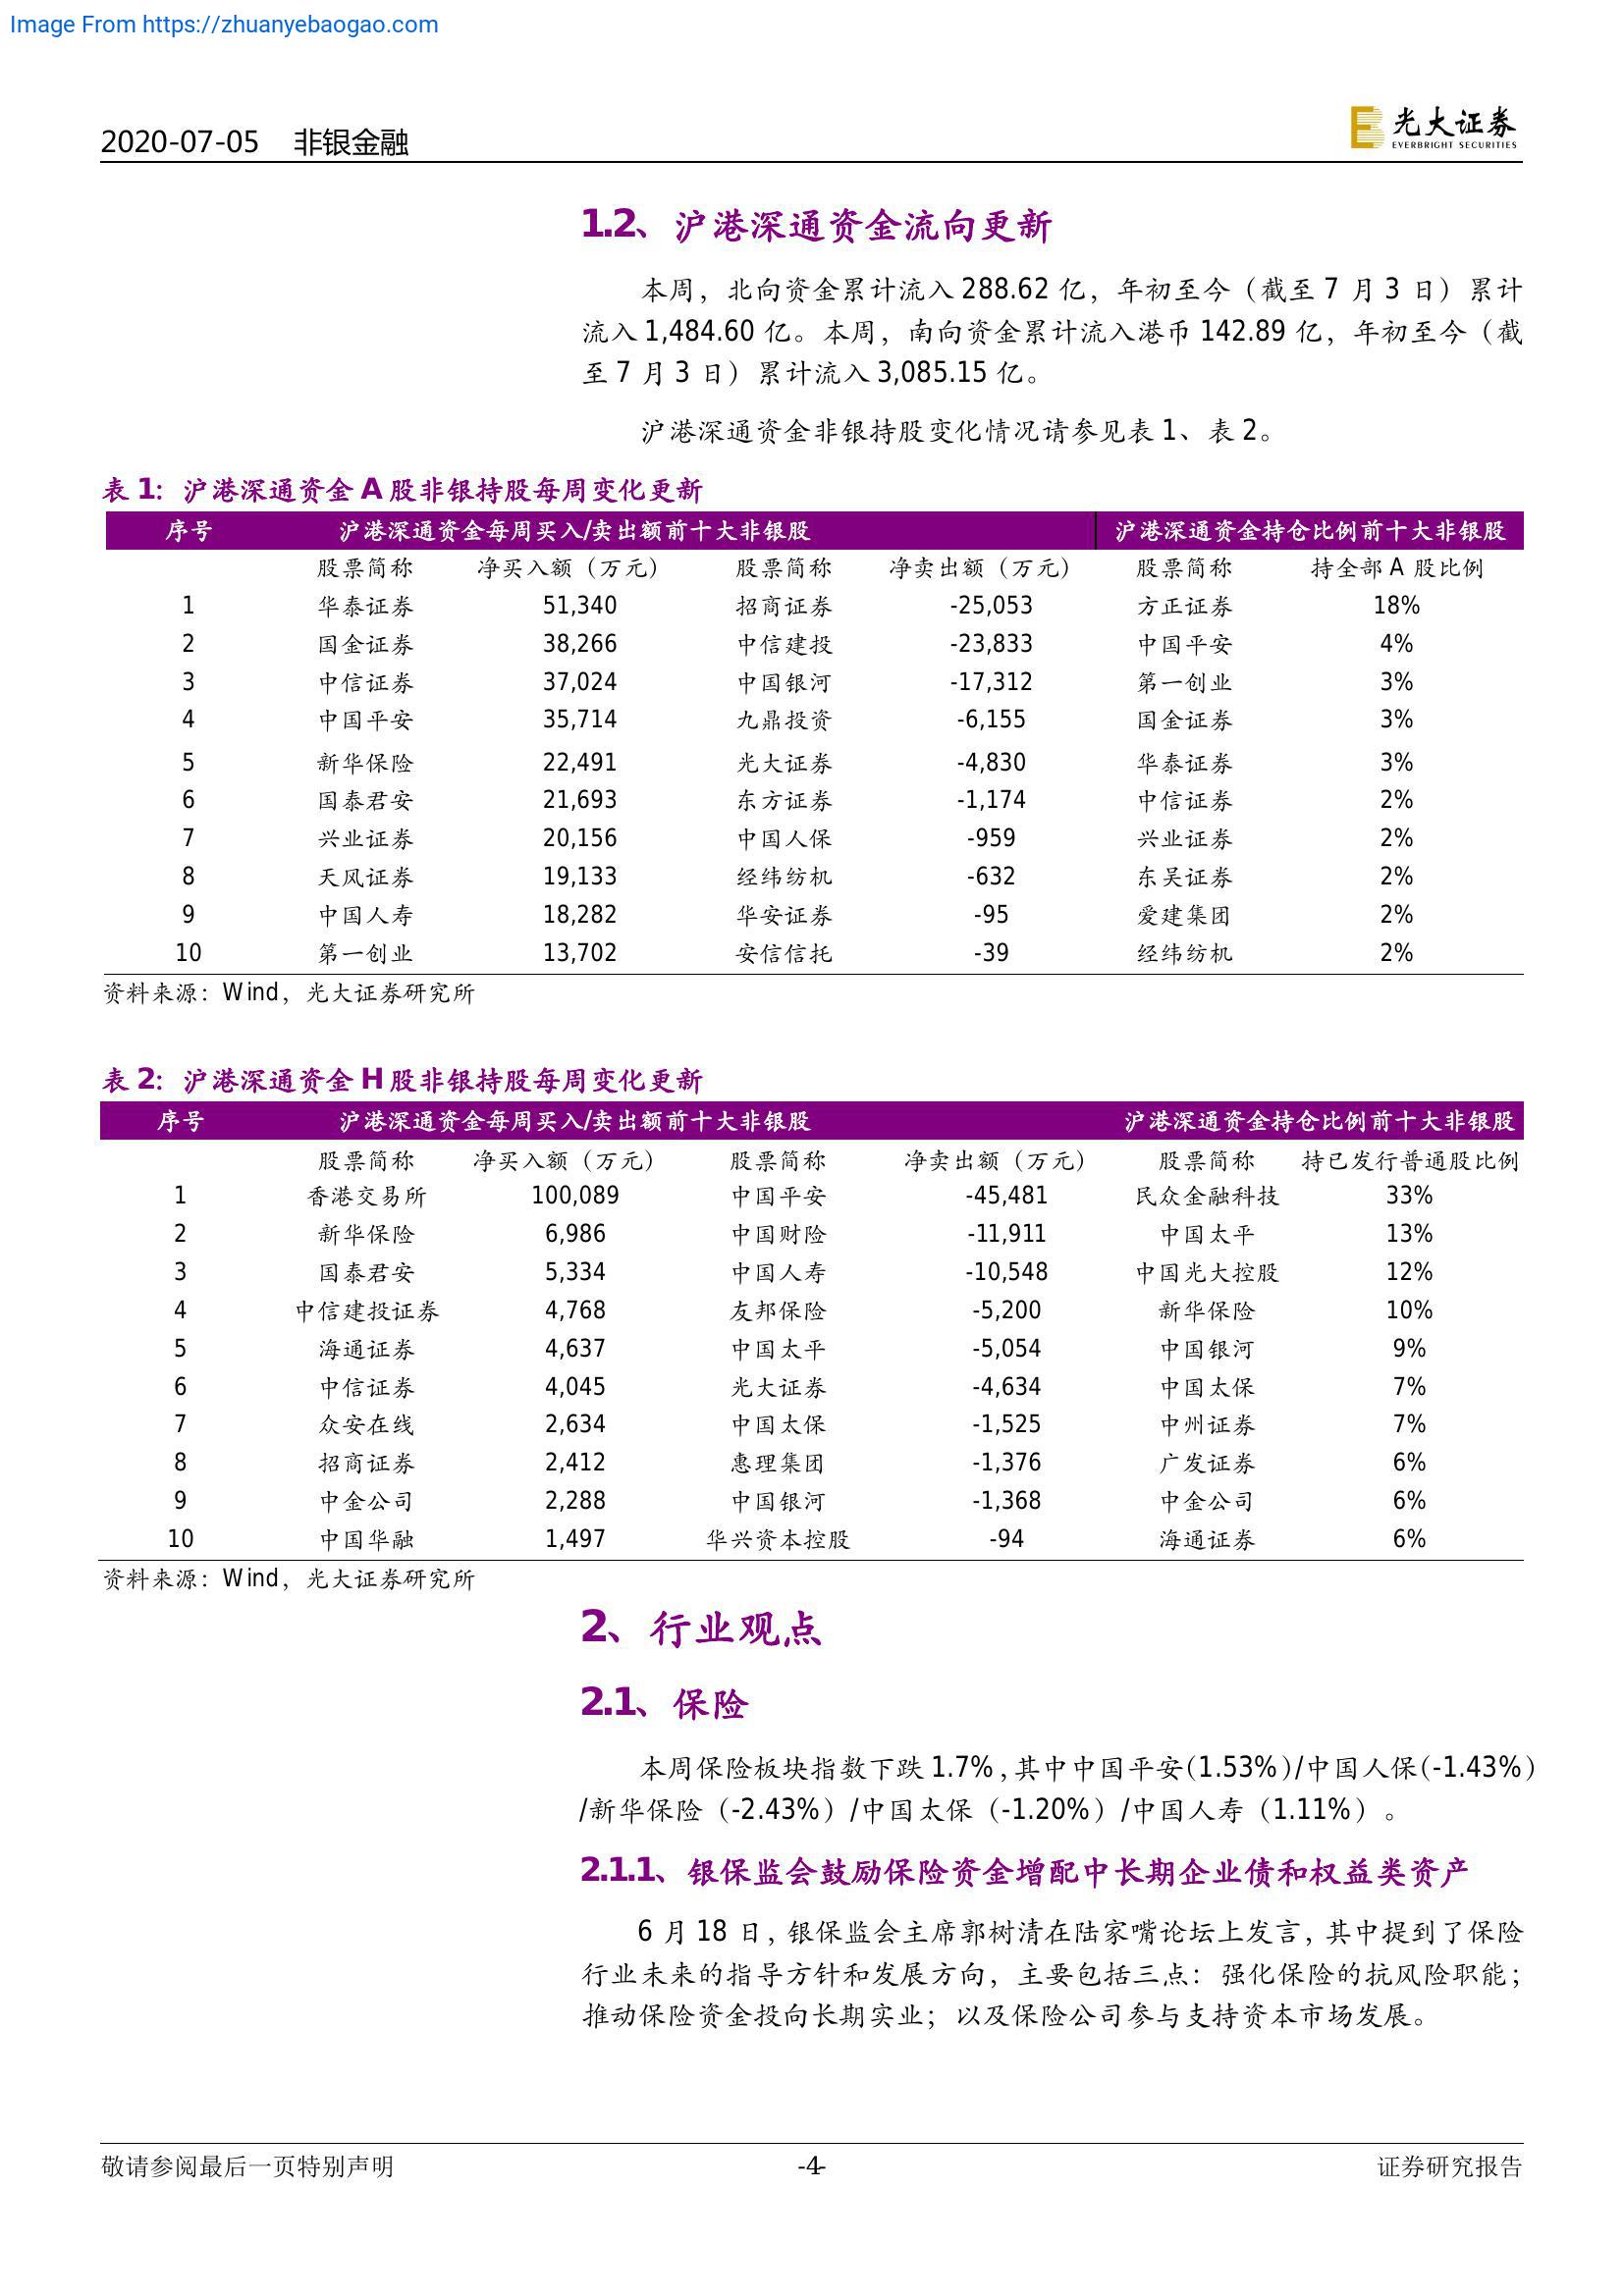 Image From https://zhuanyebaogao.com
2020-07-05 非银金融
光大证券
EVERBRIGHT SECURITIES
1.2、沪港深通资金流向更新
本周，北向资金累计流入 288.62 亿，年初至今（截至 7 月 3 日）累计
流入 1,484.60 亿。本周，南向资金累计流入港币 142.89 亿，年初至今（截
至 7 月 3 日）累计流入 3,085.15 亿。
沪港深通资金非银持股变化情况请参见表 1、表 2。
表 1：沪港深通资金 A 股非银持股每周变化更新
序号 沪港深通资金每周买入/卖出额前十大非银股 沪港深通资金持仓比例前十大非银股
股票简称 净买入额（万元） 股票简称 净卖出额（万元） 股票简称 持全部 A 股比例
1 华泰证券 51,340 招商证券 -25,053 方正证券 18%
2 国金证券 38,266 中信建投 -23,833 中国平安 4%
3 中信证券 37,024 中国银河 -17,312 第一创业 3%
4 中国平安 35,714 九鼎投资 -6,155 国金证券 3%
5 新华保险 22,491 光大证券 -4,830 华泰证券 3%
6 国泰君安 21,693 东方证券 -1,174 中信证券 2%
7 兴业证券 20,156 中国人保 -959 兴业证券 2%
8 天风证券 19,133 经纬纺机 -632 东吴证券 2%
9 中国人寿 18,282 华安证券 -95 爱建集团 2%
10 第一创业 13,702 安信信托 -39 经纬纺机 2%
资料来源：Wind，光大证券研究所
表 2：沪港深通资金 H 股非银持股每周变化更新
序号 沪港深通资金每周买入/卖出额前十大非银股 沪港深通资金持仓比例前十大非银股
股票简称 净买入额（万元） 股票简称 净卖出额（万元） 股票简称 持已发行普通股比例
1 香港交易所 100,089 中国平安 -45,481 民众金融科技 33%
2 新华保险 6,986 中国财险 -11,911 中国太平 13%
3 国泰君安 5,334 中国人寿 -10,548 中国光大控股 12%
4 中信建投证券 4,768 友邦保险 -5,200 新华保险 10%
5 海通证券 4,637 中国太平 -5,054 中国银河 9%
6 中信证券 4,045 光大证券 -4,634 中国太保 7%
7 众安在线 2,634 中国太保 -1,525 中州证券 7%
8 招商证券 2,412 惠理集团 -1,376 广发证券 6%
9 中金公司 2,288 中国银河 -1,368 中金公司 6%
10 中国华融 1,497 华兴资本控股 -94 海通证券 6%
资料来源：Wind，光大证券研究所
2、行业观点
2.1、保险
本周保险板块指数下跌 1.7%，其中中国平安(1.53%)/中国人保(-1.43%)
/新华保险（-2.43%）/中国太保（-1.20%）/中国人寿（1.11%）。
2.1.1、银保监会鼓励保险资金增配中长期企业债和权益类资产
6 月 18 日，银保监会主席郭树清在陆家嘴论坛上发言，其中提到了保险
行业未来的指导方针和发展方向，主要包括三点：强化保险的抗风险职能；
推动保险资金投向长期实业；以及保险公司参与支持资本市场发展。
敬请参阅最后一页特别声明 -4- 证券研究报告